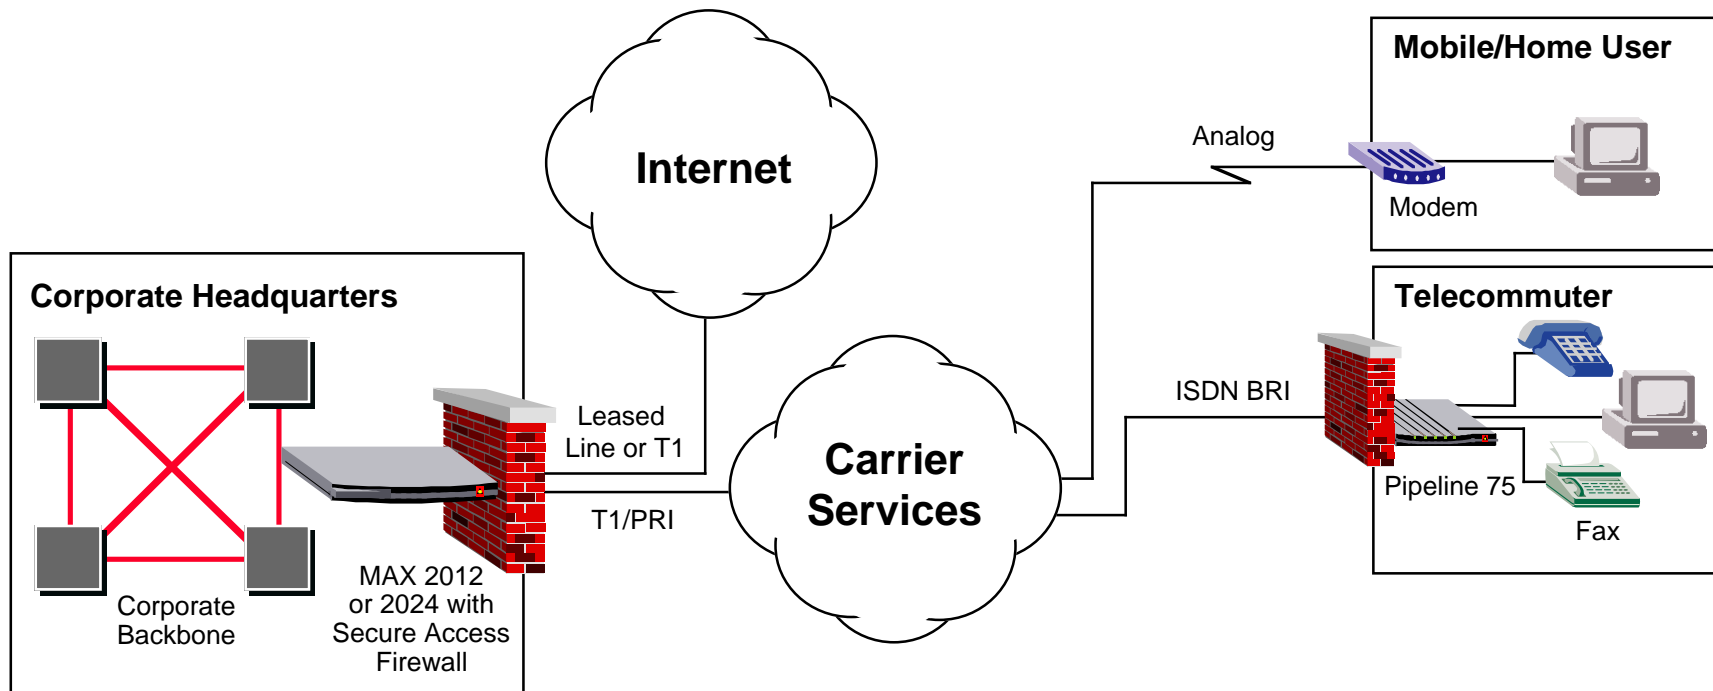 Internet
Mobile/Home User
Analog
Modem
Corporate Headquarters
Corporate
Backbone
MAX 2012
or 2024 with
Secure Access
Firewall
Leased
Line or T1
T1/PRI
Carrier
Services
Telecommuter
ISDN BRI
Pipeline 75
Fax